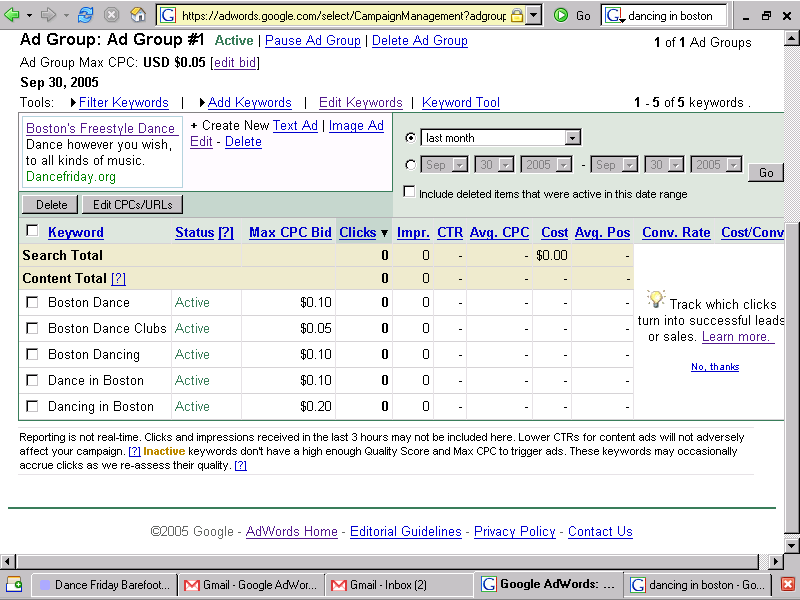 https://adwords.google.com/select/CampaignManagement?adgroup
Go
dancing in boston
Ad Group: Ad Group #1 Active | Pause Ad Group | Delete Ad Group
1 of 1 Ad Groups
Ad Group Max CPC: USD $0.05 [edit bid]
Sep 30, 2005
Tools: Filter Keywords | Add Keywords | Edit Keywords | Keyword Tool
1 - 5 of 5 keywords .
Boston's Freestyle Dance
Dance however you wish,
to all kinds of music.
Dancefriday.org
+ Create New Text Ad | Image Ad
Edit - Delete
last month
Sep 30 2005 - Sep 30 2005
Go
Include deleted items that were active in this date range
Delete Edit CPCs/URLs
Keyword Status [?] Max CPC Bid Clicks Impr. CTR Avg. CPC Cost Avg. Pos Conv. Rate Cost/Conv
Search Total 0 0 - - $0.00 -
Content Total [?] 0 0 - - - -
Boston Dance Active $0.10 0 0 - - - -
Boston Dance Clubs Active $0.05 0 0 - - - -
Boston Dancing Active $0.10 0 0 - - - -
Dance in Boston Active $0.10 0 0 - - - -
Dancing in Boston Active $0.20 0 0 - - - -
Track which clicks
turn into successful leads
or sales. Learn more.
No, thanks
Reporting is not real-time. Clicks and impressions received in the last 3 hours may not be included here. Lower CTRs for content ads will not adversely
affect your campaign. [?] Inactive keywords don't have a high enough Quality Score and Max CPC to trigger ads. These keywords may occasionally
accrue clicks as we re-assess their quality. [?]
©2005 Google - AdWords Home - Editorial Guidelines - Privacy Policy - Contact Us
Dance Friday Barefoot... Gmail - Google AdWor... Gmail - Inbox (2) Google AdWords: ... dancing in boston - Go...